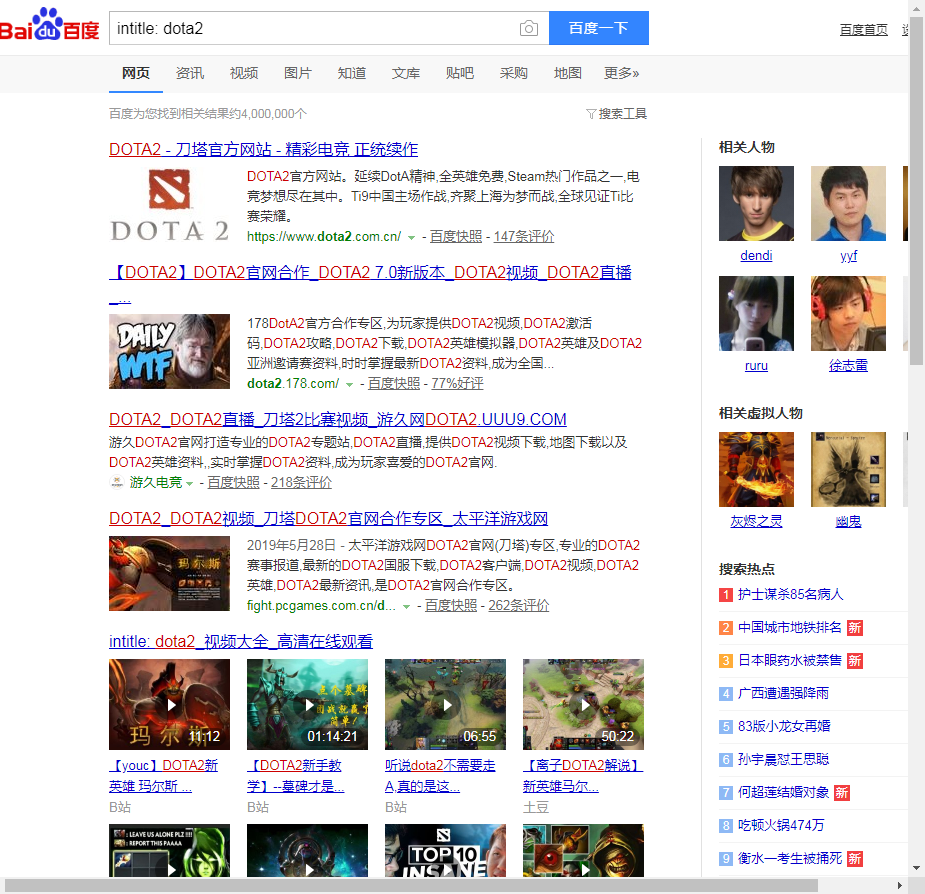 Bai du 百度
intitle: dota2
百度一下
百度首页
网页 资讯 视频 图片 知道 文库 贴吧 采购 地图 更多»
百度为您找到相关结果约4,000,000个
搜索工具
DOTA2 - 刀塔官方网站 - 精彩电竞 正统续作
DOTA 2
DOTA2官方网站。延续DotA精神,全英雄免费,Steam热门作品之一,电
竞梦想尽在其中。Ti9中国主场作战,齐聚上海为梦而战,全球见证Ti比
赛荣耀。
https://www.dota2.com.cn/ - 百度快照 - 147条评价
【DOTA2】DOTA2官网合作_DOTA2 7.0新版本_DOTA2视频_DOTA2直播
_...
DAILY
WTF
178DotA2官方合作专区,为玩家提供DOTA2视频,DOTA2激活
码,DOTA2攻略,DOTA2下载,DOTA2英雄模拟器,DOTA2英雄及DOTA2
亚洲邀请赛资料,时时掌握最新DOTA2资料,成为全国...
dota2.178.com/ - 百度快照 - 77%好评
DOTA2_DOTA2直播_刀塔2比赛视频_游久网DOTA2.UUU9.COM
游久DOTA2官网打造专业的DOTA2专题站,DOTA2直播,提供DOTA2视频下载,地图下载以及
DOTA2英雄资料,,实时掌握DOTA2资料,成为玩家喜爱的DOTA2官网.
游久电竞 - 百度快照 - 218条评价
DOTA2_DOTA2视频_刀塔DOTA2官网合作专区_太平洋游戏网
玛尔斯
2019年5月28日 - 太平洋游戏网DOTA2官网(刀塔)专区,专业的DOTA2
赛事报道,最新的DOTA2国服下载,DOTA2客户端,DOTA2视频,DOTA2
英雄,DOTA2最新资讯,是DOTA2官网合作专区。
fight.pcgames.com.cn/d... - 百度快照 - 262条评价
intitle: dota2_视频大全_高清在线观看
玛尔斯
11:12
01:14:21
06:55
50:22
【youc】DOTA2新
英雄 玛尔斯 ...
B站
【DOTA2新手教
学】--墓碑才是...
B站
听说dota2不需要走
A,真的是这...
B站
【离子DOTA2解说】
新英雄马尔...
土豆
: LEAVE US ALONE PLZ !!!!
: REPORT THIS PAAAA
TOP 10
INSANE
相关人物
dendi
yyf
ruru
徐志雷
相关虚拟人物
灰烬之灵
幽鬼
搜索热点
1 护士谋杀85名病人
2 中国城市地铁排名 新
3 日本眼药水被禁售 新
4 广西遭遇强降雨
5 83版小龙女再婚
6 孙宇晨怼王思聪
7 何超莲结婚对象 新
8 吃顿火锅474万
9 衡水一考生被捅死 新